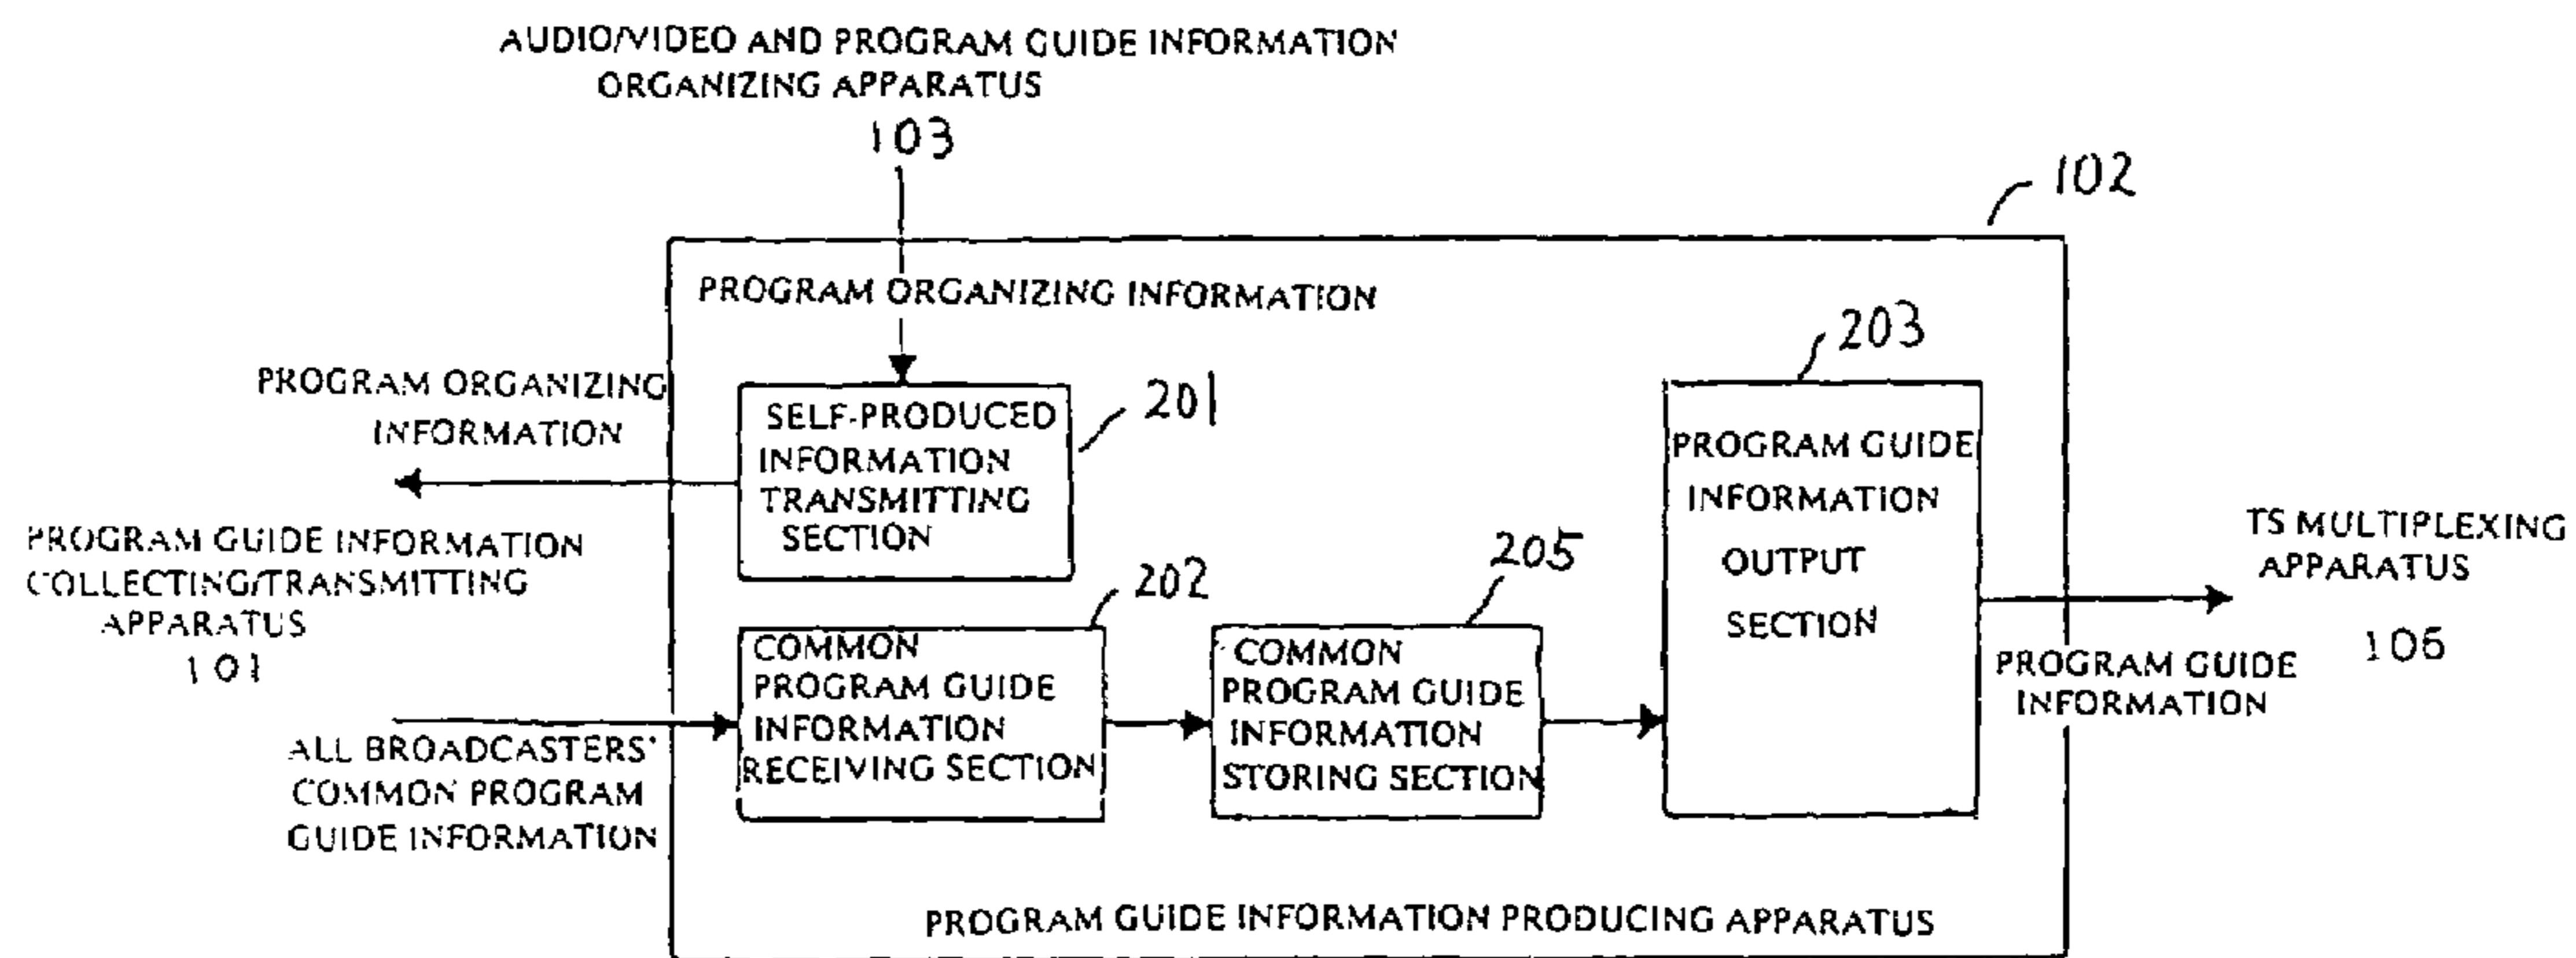 AUDIO/VIDEO AND PROGRAM GUIDE INFORMATION
ORGANIZING APPARATUS
103
102
PROGRAM ORGANIZING INFORMATION
203
PROGRAM ORGANIZING
INFORMATION
SELF-PRODUCED
INFORMATION
TRANSMITTING
SECTION
201
PROGRAM GUIDE
INFORMATION
OUTPUT
SECTION
PROGRAM GUIDE INFORMATION
COLLECTING/TRANSMITTING
APPARATUS
101
202
205
TS MULTIPLEXING
APPARATUS
106
COMMON
PROGRAM GUIDE
INFORMATION
RECEIVING SECTION
COMMON
PROGRAM GUIDE
INFORMATION
STORING SECTION
PROGRAM GUIDE
INFORMATION
ALL BROADCASTERS'
COMMON PROGRAM
GUIDE INFORMATION
PROGRAM GUIDE INFORMATION PRODUCING APPARATUS